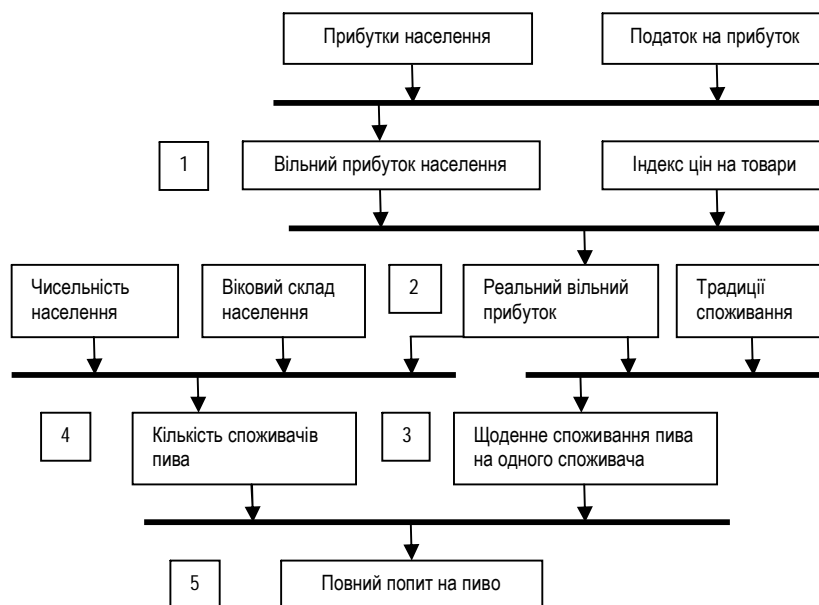 Прибутки населення
Податок на прибуток
1
Вільний прибуток населення
Індекс цін на товари
Чисельність
населення
Віковий склад
населення
2
Реальний вільний
прибуток
Традиції
споживання
4
Кількість споживачів
пива
3
Щоденне споживання пива
на одного споживача
5
Повний попит на пиво